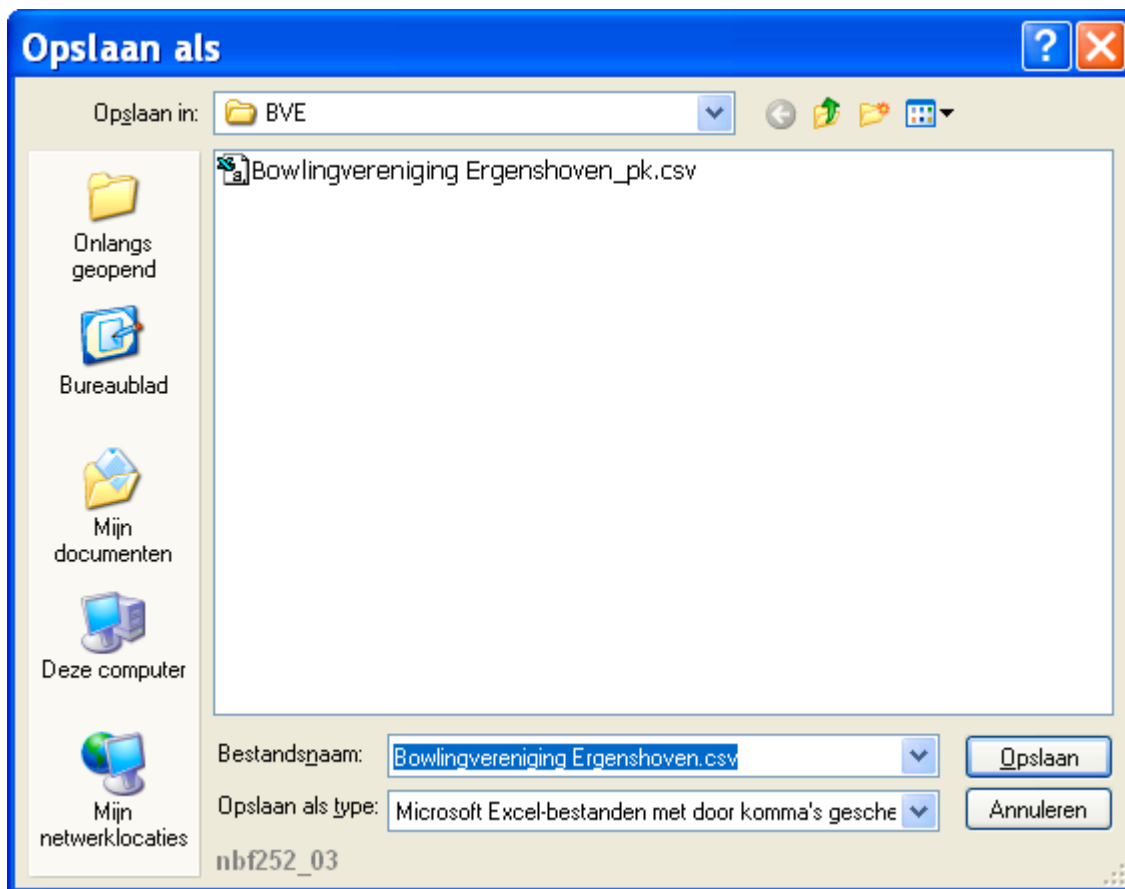 Opslaan als
Opslaan in: BVE
Bowlingvereniging Ergenshoven_pk.csv
Onlangs
geopend
Bureaublad
Mijn
documenten
Deze computer
Mijn
netwerklocaties
Bestandsnaam: Bowlingvereniging Ergenshoven.csv Opslaan
Opslaan als type: Microsoft Excel-bestanden met door komma's gesche Annuleren
nbf252_03